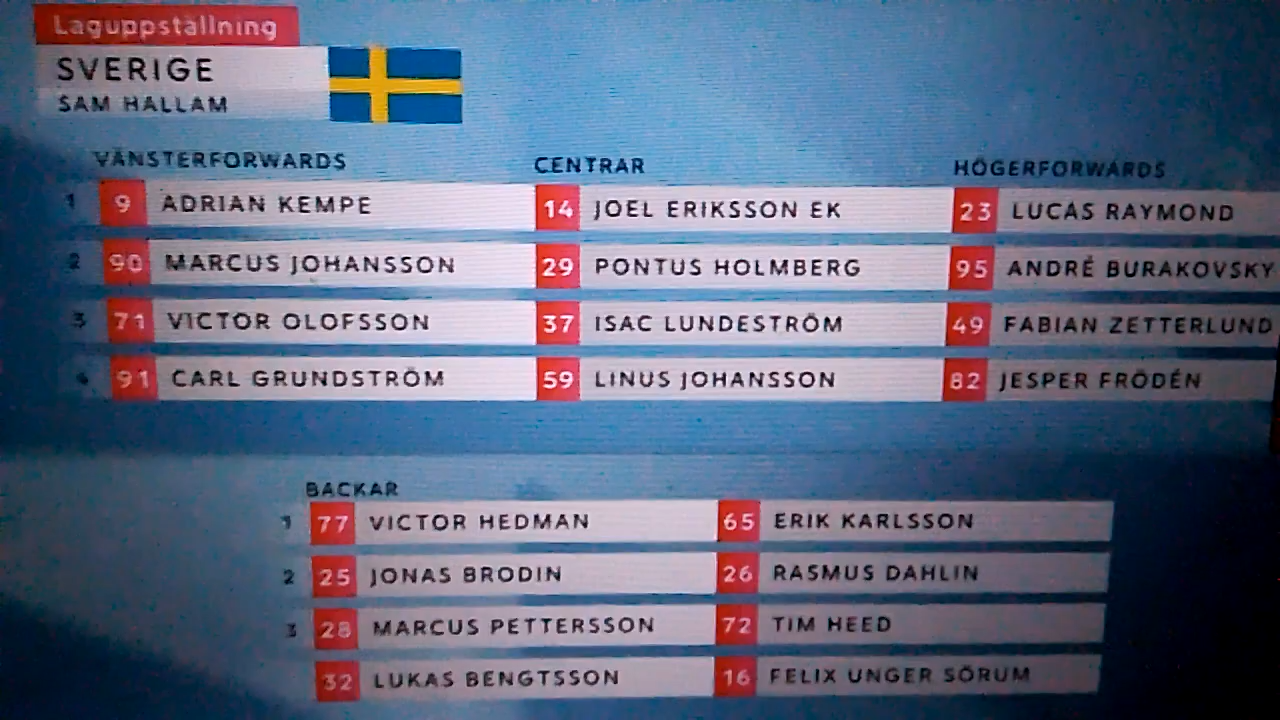 Laguppställning
SVERIGE
SAM HALLAM
VÄNSTERFORWARDS CENTRAR HÖGERFORWARDS
1 9 ADRIAN KEMPE 14 JOEL ERIKSSON EK 23 LUCAS RAYMOND
2 90 MARCUS JOHANSSON 29 PONTUS HOLMBERG 95 ANDRÉ BURAKOVSKY
3 71 VICTOR OLOFSSON 37 ISAC LUNDESTRÖM 49 FABIAN ZETTERLUND
4 91 CARL GRUNDSTRÖM 59 LINUS JOHANSSON 82 JESPER FRÖDÉN
BACKAR
1 77 VICTOR HEDMAN 65 ERIK KARLSSON
2 25 JONAS BRODIN 26 RASMUS DAHLIN
3 28 MARCUS PETTERSSON 72 TIM HEED
32 LUKAS BENGTSSON 16 FELIX UNGER SÖRUM